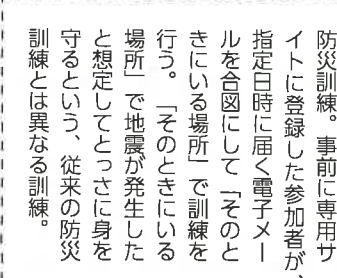 防災訓練。事前に専用サ
イトに登録した参加者が、
指定日時に届く電子メー
ルを合図にして「そのと
きにいる場所」で訓練を
行う。「そのときにいる
場所」で地震が発生した
と想定してとっさに身を
守るという、従来の防災
訓練とは異なる訓練。